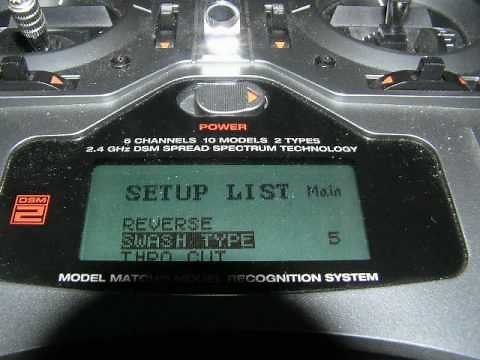 POWER
6 CHANNELS 10 MODELS 2 TYPES
2.4 GHz DSM SPREAD SPECTRUM TECHNOLOGY
DSM
2
SETUP LIST Main
REVERSE
SWASH TYPE 5
THRO CUT
MODEL MATCH™ MODEL RECOGNITION SYSTEM